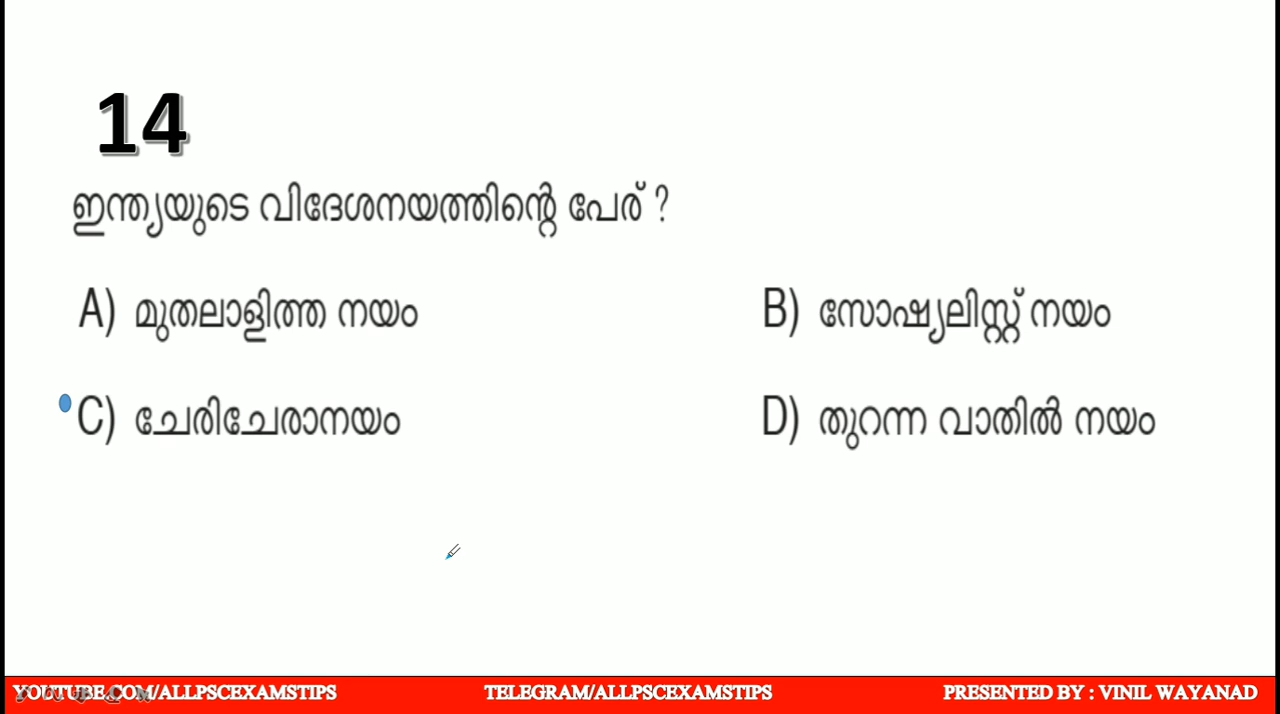 14
ഇന്ത്യയുടെ വിദേശനയത്തിന്റെ പേര് ?
A) മുതലാളിത്ത നയം
B) സോഷ്യലിസ്റ്റ് നയം
C) ചേരിചേരാനയം
D) തുറന്ന വാതിൽ നയം
YOUTUBE.COM/ALLPSCEXAMSTIPS TELEGRAM/ALLPSCEXAMSTIPS PRESENTED BY : VINIL WAYANAD